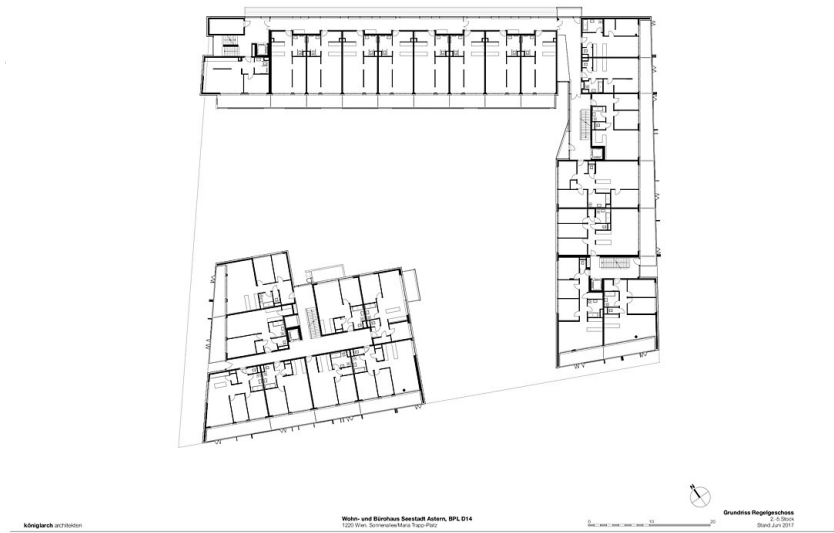 königlarch architekten
Wohn- und Bürohaus Seestadt Aspern, BPL D14
1220 Wien, Sonnenallee/Maria Trapp-Platz
0 10 20
N
Grundriss Regelgeschoss
2.-5.Stock
Stand Juni 2017